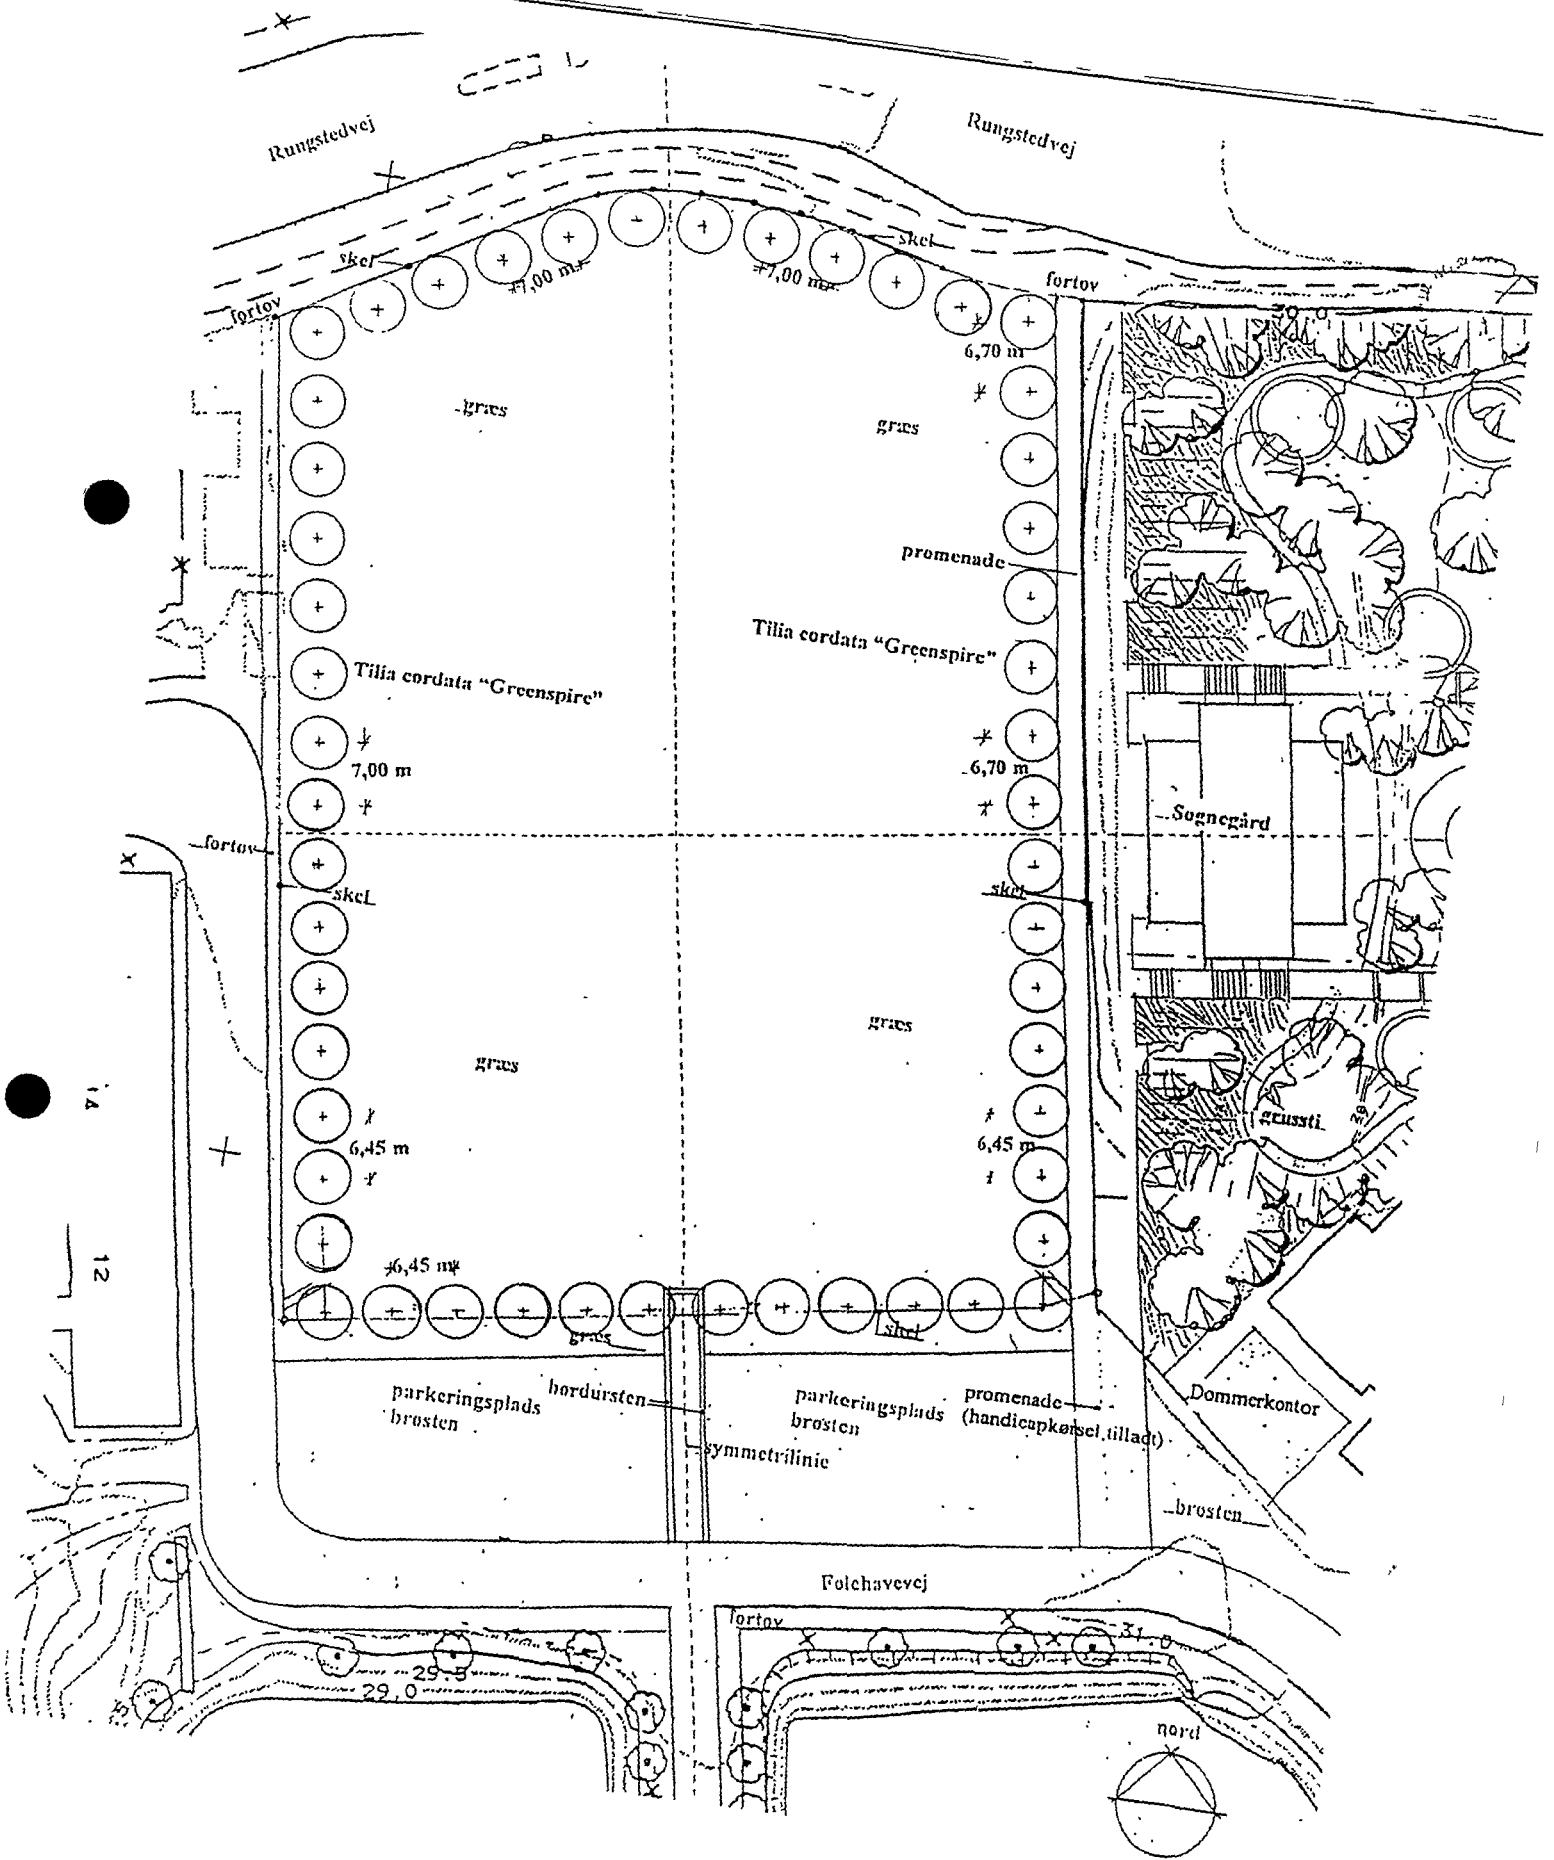 Rungstedvej
Rungstedvej
skel
skel
7,00 m
7,00 m
fortov
fortov
30.0
6,70 m
græs
græs
promenade
Tilia cordata “Greenspire”
Tilia cordata “Greenspire”
7,00 m
6,70 m
Sognegård
fortov
skel
skel
græs
græs
14
grussti
6,45 m
6,45 m
12
6,45 m
græs
skel
parkeringsplads
brosten
bordursten
parkeringsplads
brosten
promenade
(handicapkørsel tilladt)
Dommerkontor
symmetrilinie
brosten
Folehavevej
fortov
31.0
29.5
29.0
nord